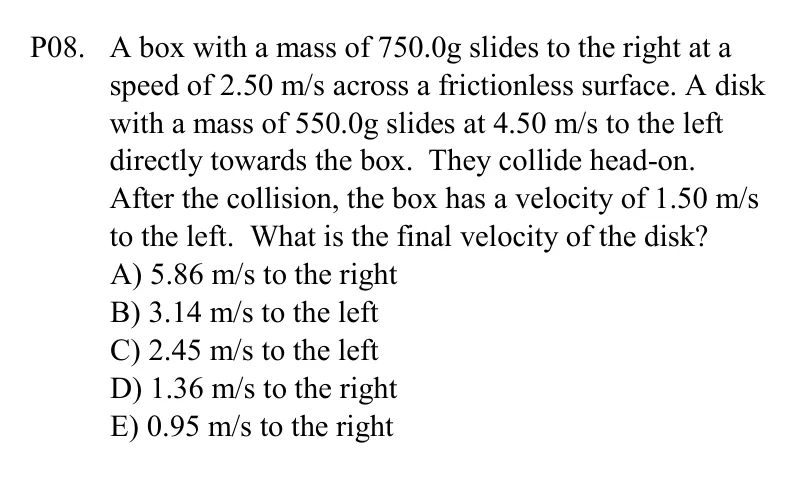 P08. A box with a mass of 750.0g slides to the right at a
speed of 2.50 m/s across a frictionless surface. A disk
with a mass of 550.0g slides at 4.50 m/s to the left
directly towards the box. They collide head-on.
After the collision, the box has a velocity of 1.50 m/s
to the left. What is the final velocity of the disk?
A) 5.86 m/s to the right
B) 3.14 m/s to the left
C) 2.45 m/s to the left
D) 1.36 m/s to the right
E) 0.95 m/s to the right